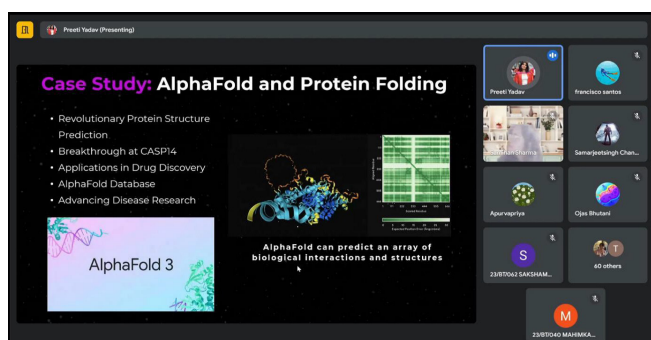 Preeti Yadav (Presenting)
Case Study: AlphaFold and Protein Folding
• Revolutionary Protein Structure
Prediction
• Breakthrough at CASP14
• Applications in Drug Discovery
• AlphaFold Database
• Advancing Disease Research
AlphaFold 3
AlphaFold can predict an array of
biological interactions and structures
Preeti Yadav
francisco santos
Sharma
Samarjeetsingh Chan...
Apurvapriya
Ojas Bhutani
S
23/BT/062 SAKSHAM...
T
60 others
M
23/BT/040 MAHIMKA...